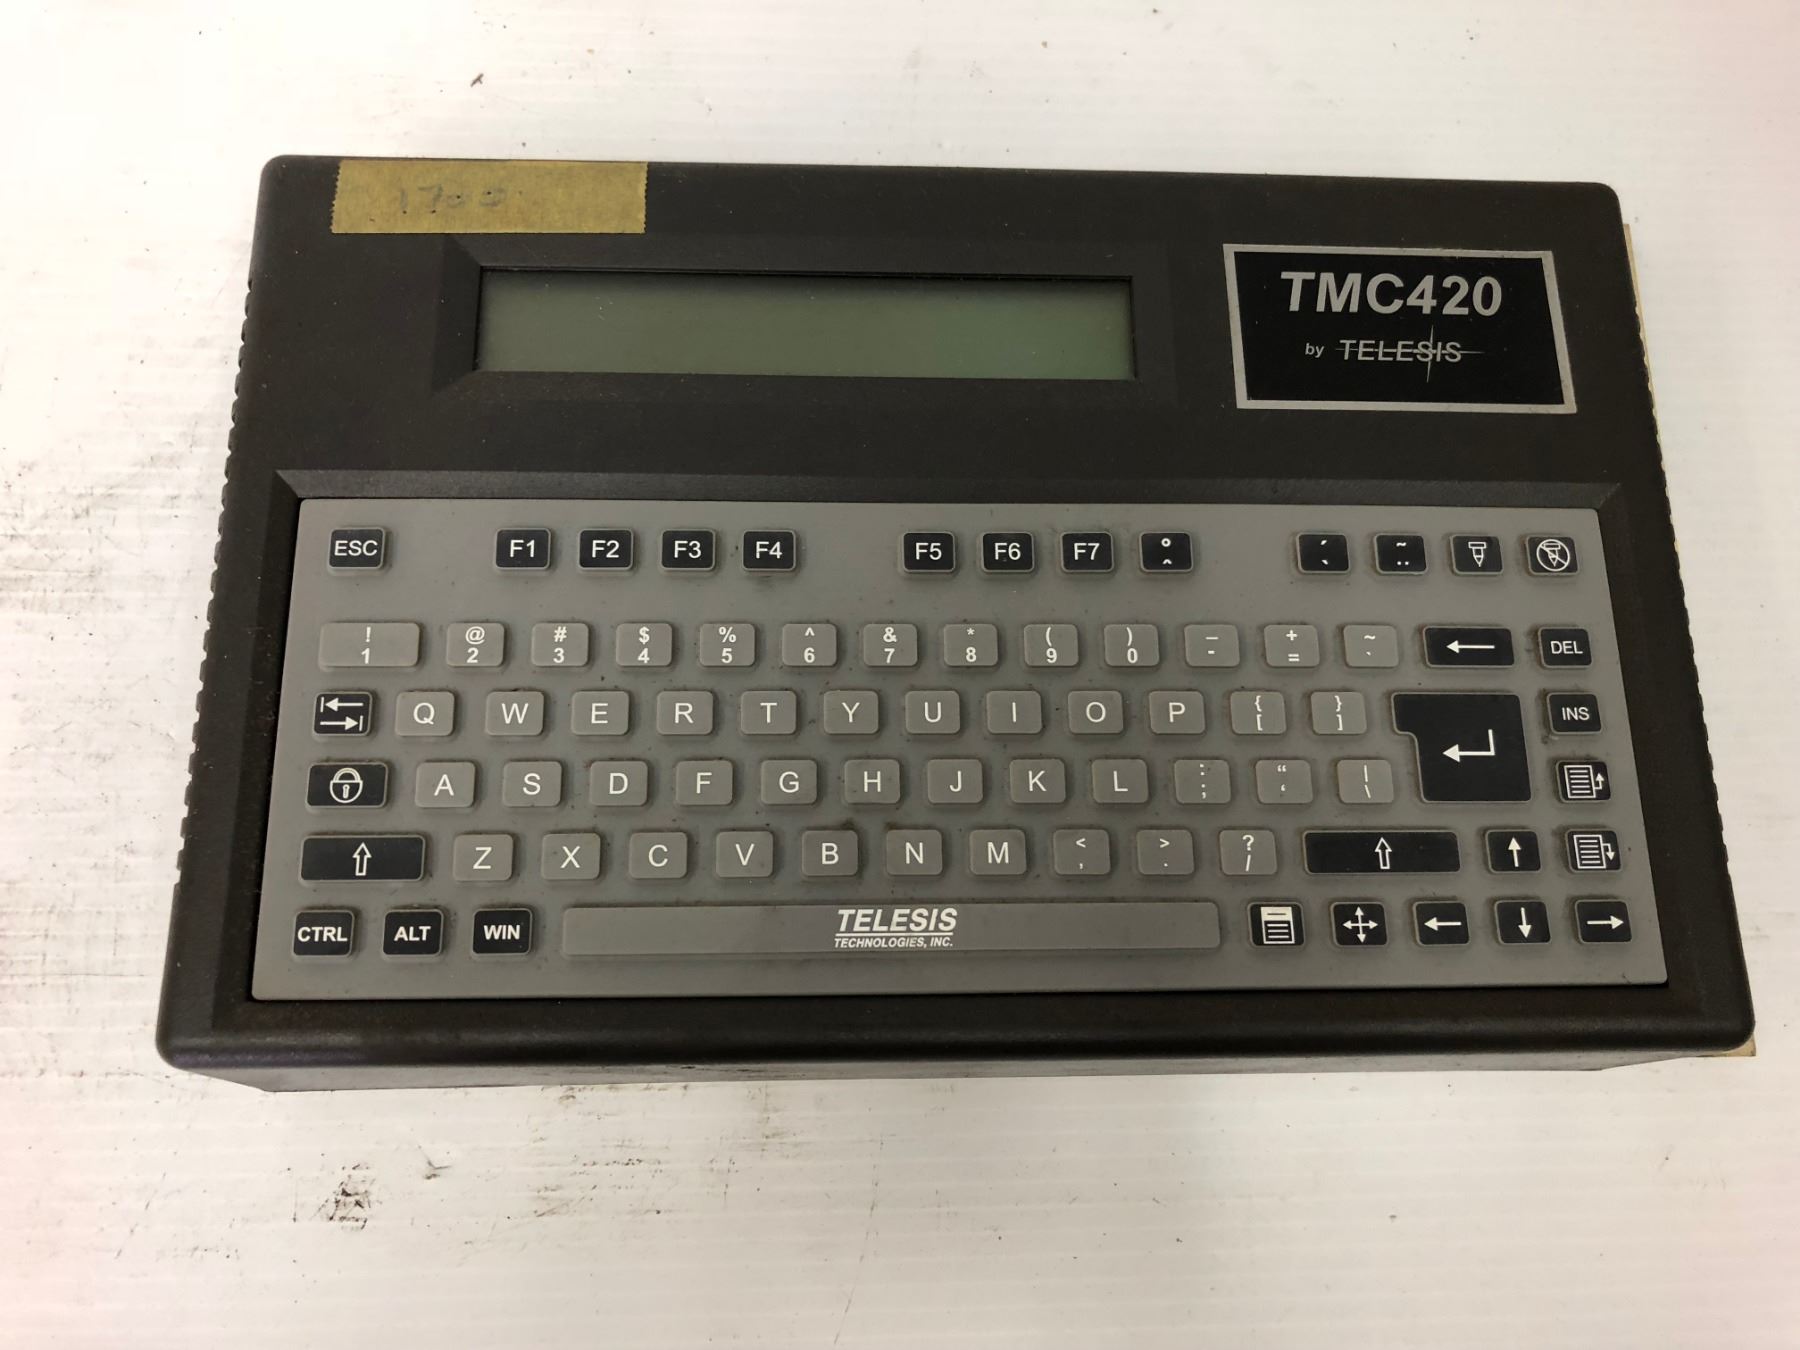 1700
TMC420
by TELESIS
ESC F1 F2 F3 F4 F5 F6 F7 ° ´ ~
^ ` ¨
! @ # $ % ^ & * ( ) _ + ~
1 2 3 4 5 6 7 8 9 0 - = ` ← DEL
Q W E R T Y U I O P { } INS
[ ]
A S D F G H J K L : “ |
; ‘ \
Z X C V B N M < > ? ⇧ ↑
, . /
CTRL ALT WIN TELESIS ← ↓ →
TECHNOLOGIES, INC.